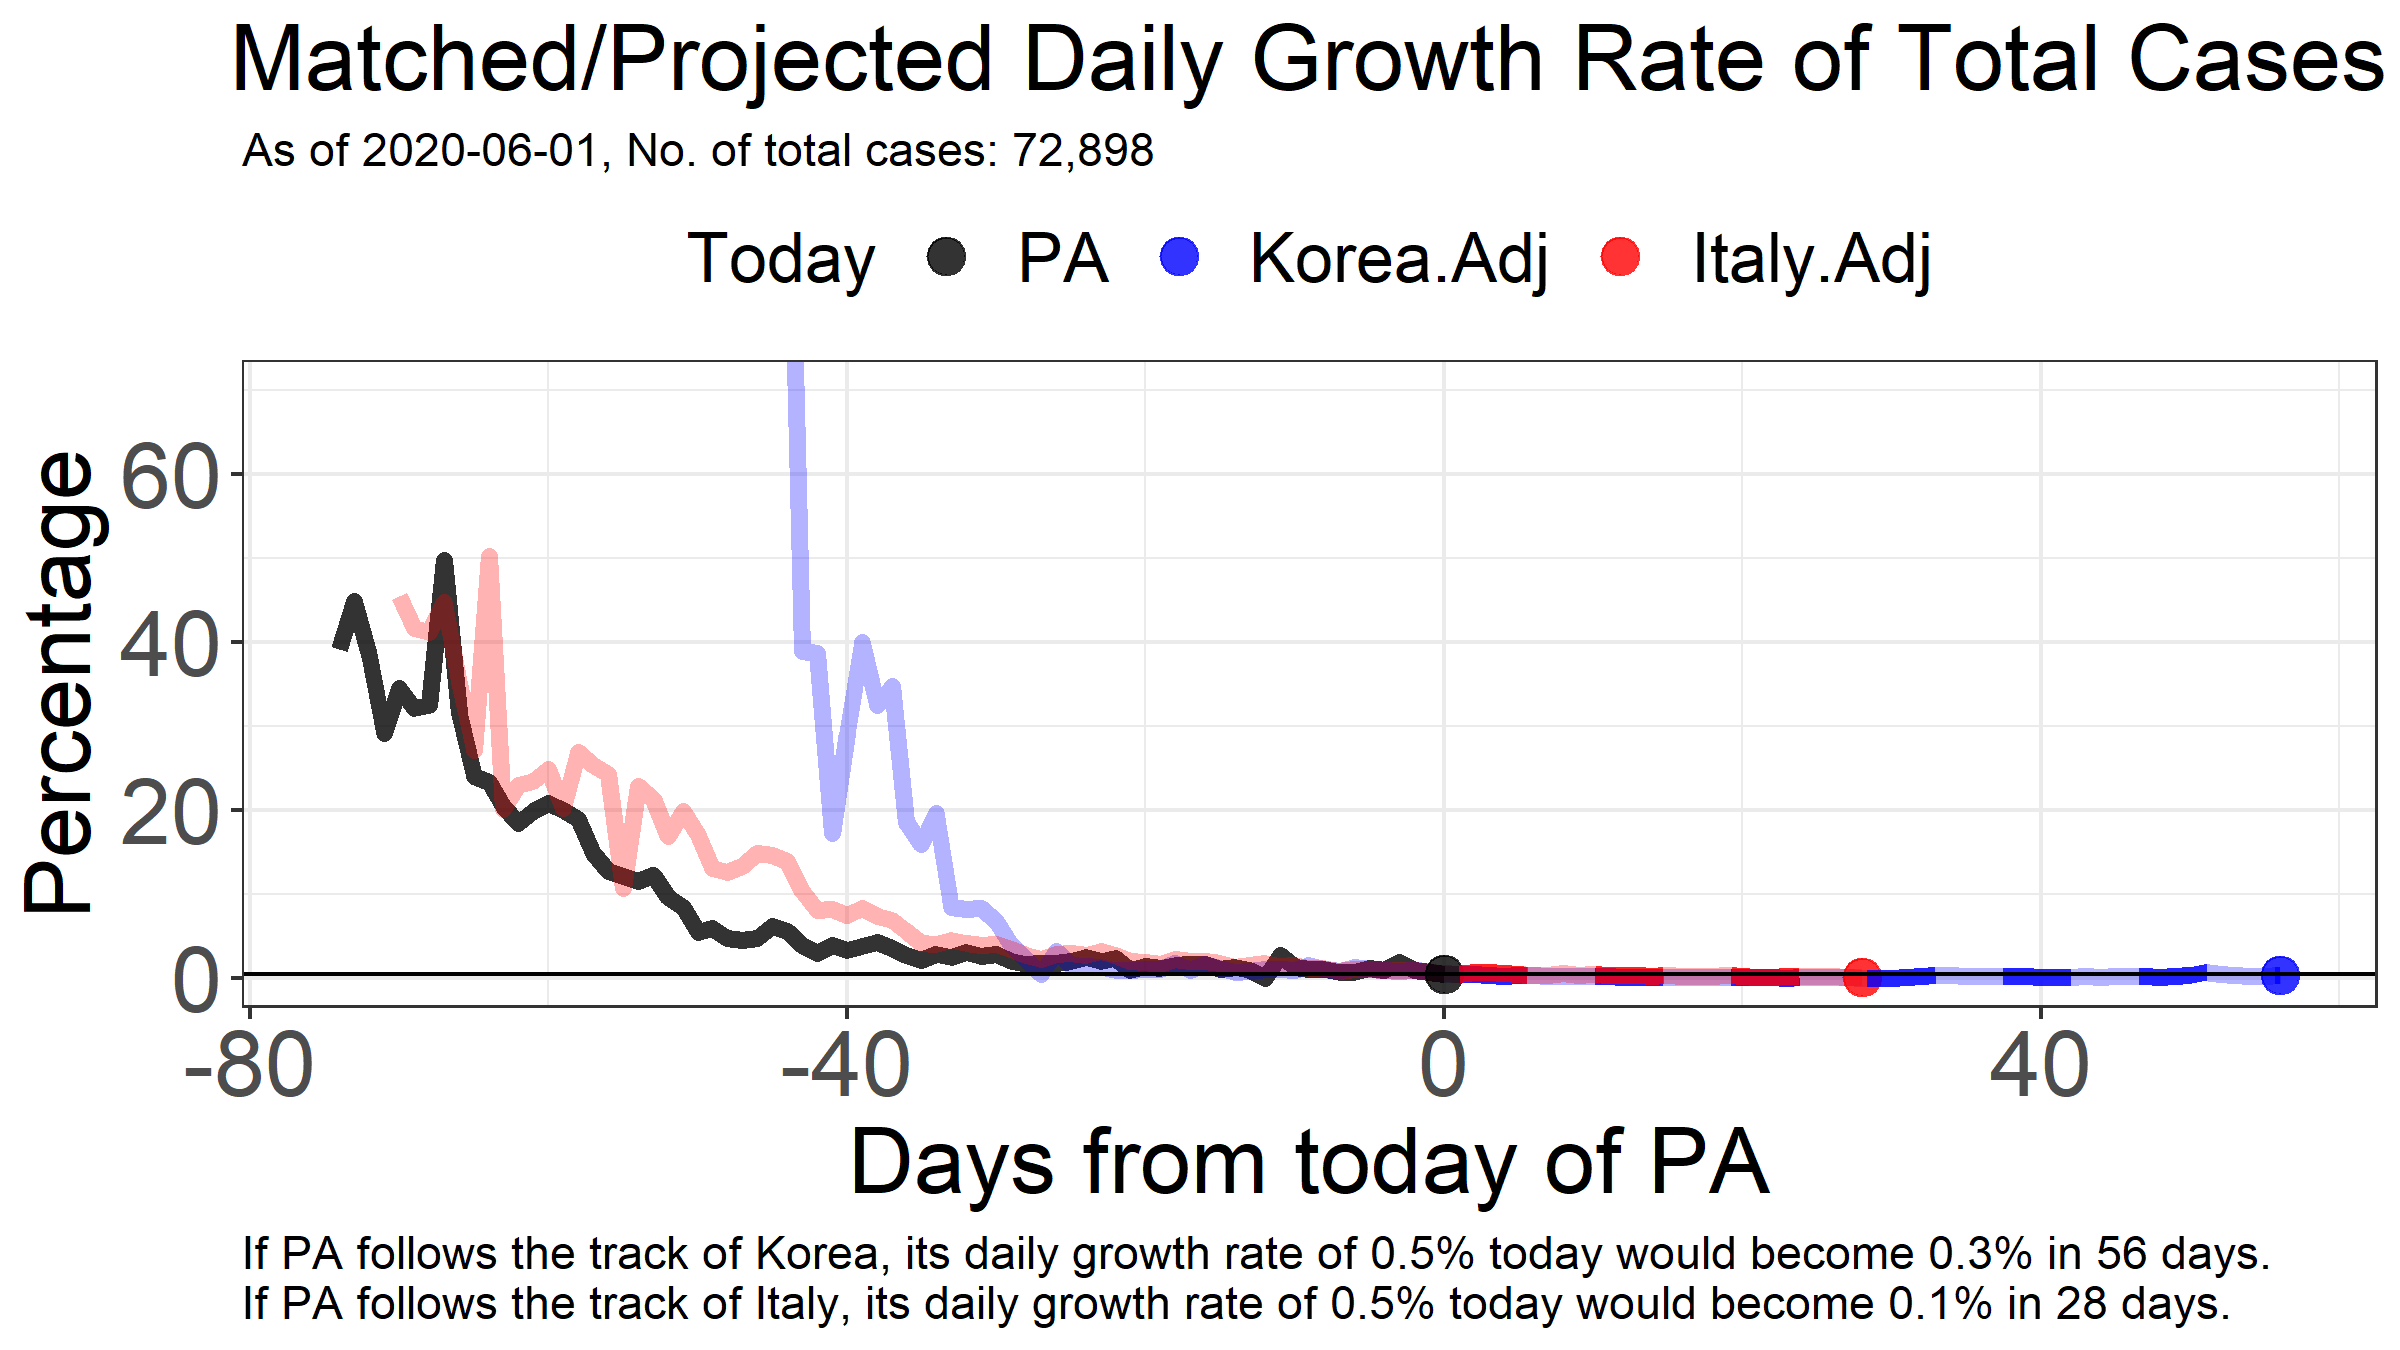 Matched/Projected Daily Growth Rate of Total Cases
As of 2020-06-01, No. of total cases: 72,898
Today PA Korea.Adj Italy.Adj
Percentage
60
40
20
0
-80 -40 0 40
Days from today of PA
If PA follows the track of Korea, its daily growth rate of 0.5% today would become 0.3% in 56 days.
If PA follows the track of Italy, its daily growth rate of 0.5% today would become 0.1% in 28 days.